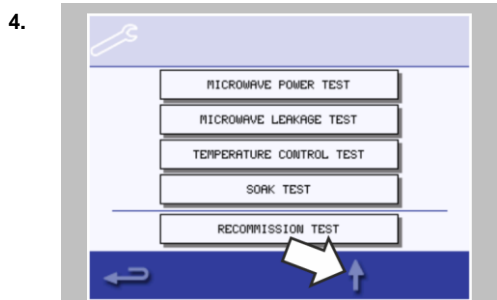 4.
MICROWAVE POWER TEST
MICROWAVE LEAKAGE TEST
TEMPERATURE CONTROL TEST
SOAK TEST
RECOMMISSION TEST